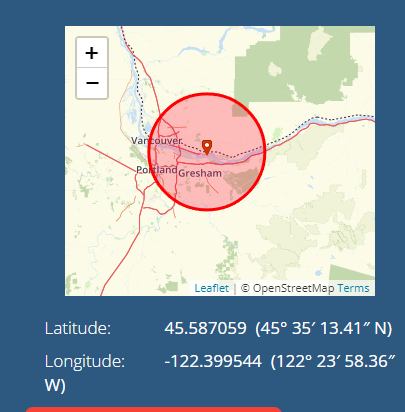 +
−
Vancouver
Portland Gresham
Leaflet | © OpenStreetMap Terms
Latitude: 45.587059 (45° 35′ 13.41″ N)
Longitude: -122.399544 (122° 23′ 58.36″
W)